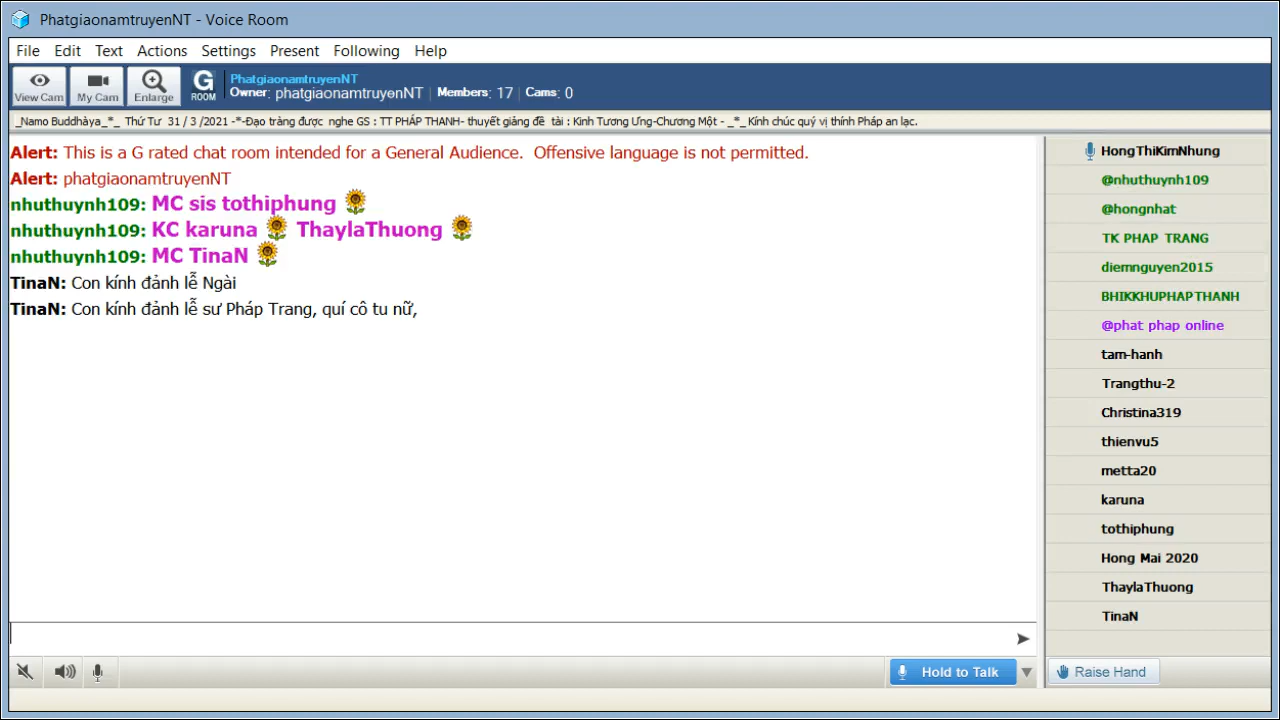 PhatgiaonamtruyenNT - Voice Room
File Edit Text Actions Settings Present Following Help
View Cam My Cam Enlarge G ROOM PhatgiaonamtruyenNT
Owner: phatgiaonamtruyenNT | Members: 17 | Cams: 0
_Namo Buddhàya_*_ Thứ Tư 31 / 3 /2021 -*-Đạo tràng được nghe GS : TT PHÁP THANH- thuyết giảng đề tài : Kinh Tương Ưng-Chương Một - _*_ Kính chúc quý vị thính Pháp an lạc.
Alert: This is a G rated chat room intended for a General Audience. Offensive language is not permitted.
Alert: phatgiaonamtruyenNT
nhuthuynh109: MC sis tothiphung
nhuthuynh109: KC karuna ThaylaThuong
nhuthuynh109: MC TinaN
TinaN: Con kính đảnh lễ Ngài
TinaN: Con kính đảnh lễ sư Pháp Trang, quí cô tu nữ,
HongThiKimNhung
@nhuthuynh109
@hongnhat
TK PHAP TRANG
diemnguyen2015
BHIKKHUPHAPTHANH
@phat phap online
tam-hanh
Trangthu-2
Christina319
thienvu5
metta20
karuna
tothiphung
Hong Mai 2020
ThaylaThuong
TinaN
Hold to Talk
Raise Hand